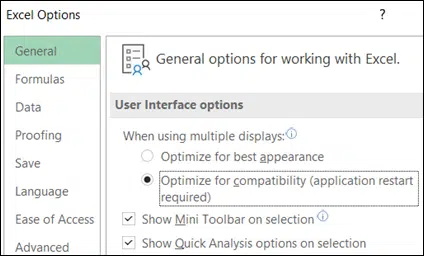 Excel Options ?
General
Formulas
Data
Proofing
Save
Language
Ease of Access
Advanced
General options for working with Excel.
User Interface options
When using multiple displays:
Optimize for best appearance
Optimize for compatibility (application restart
required)
Show Mini Toolbar on selection
Show Quick Analysis options on selection